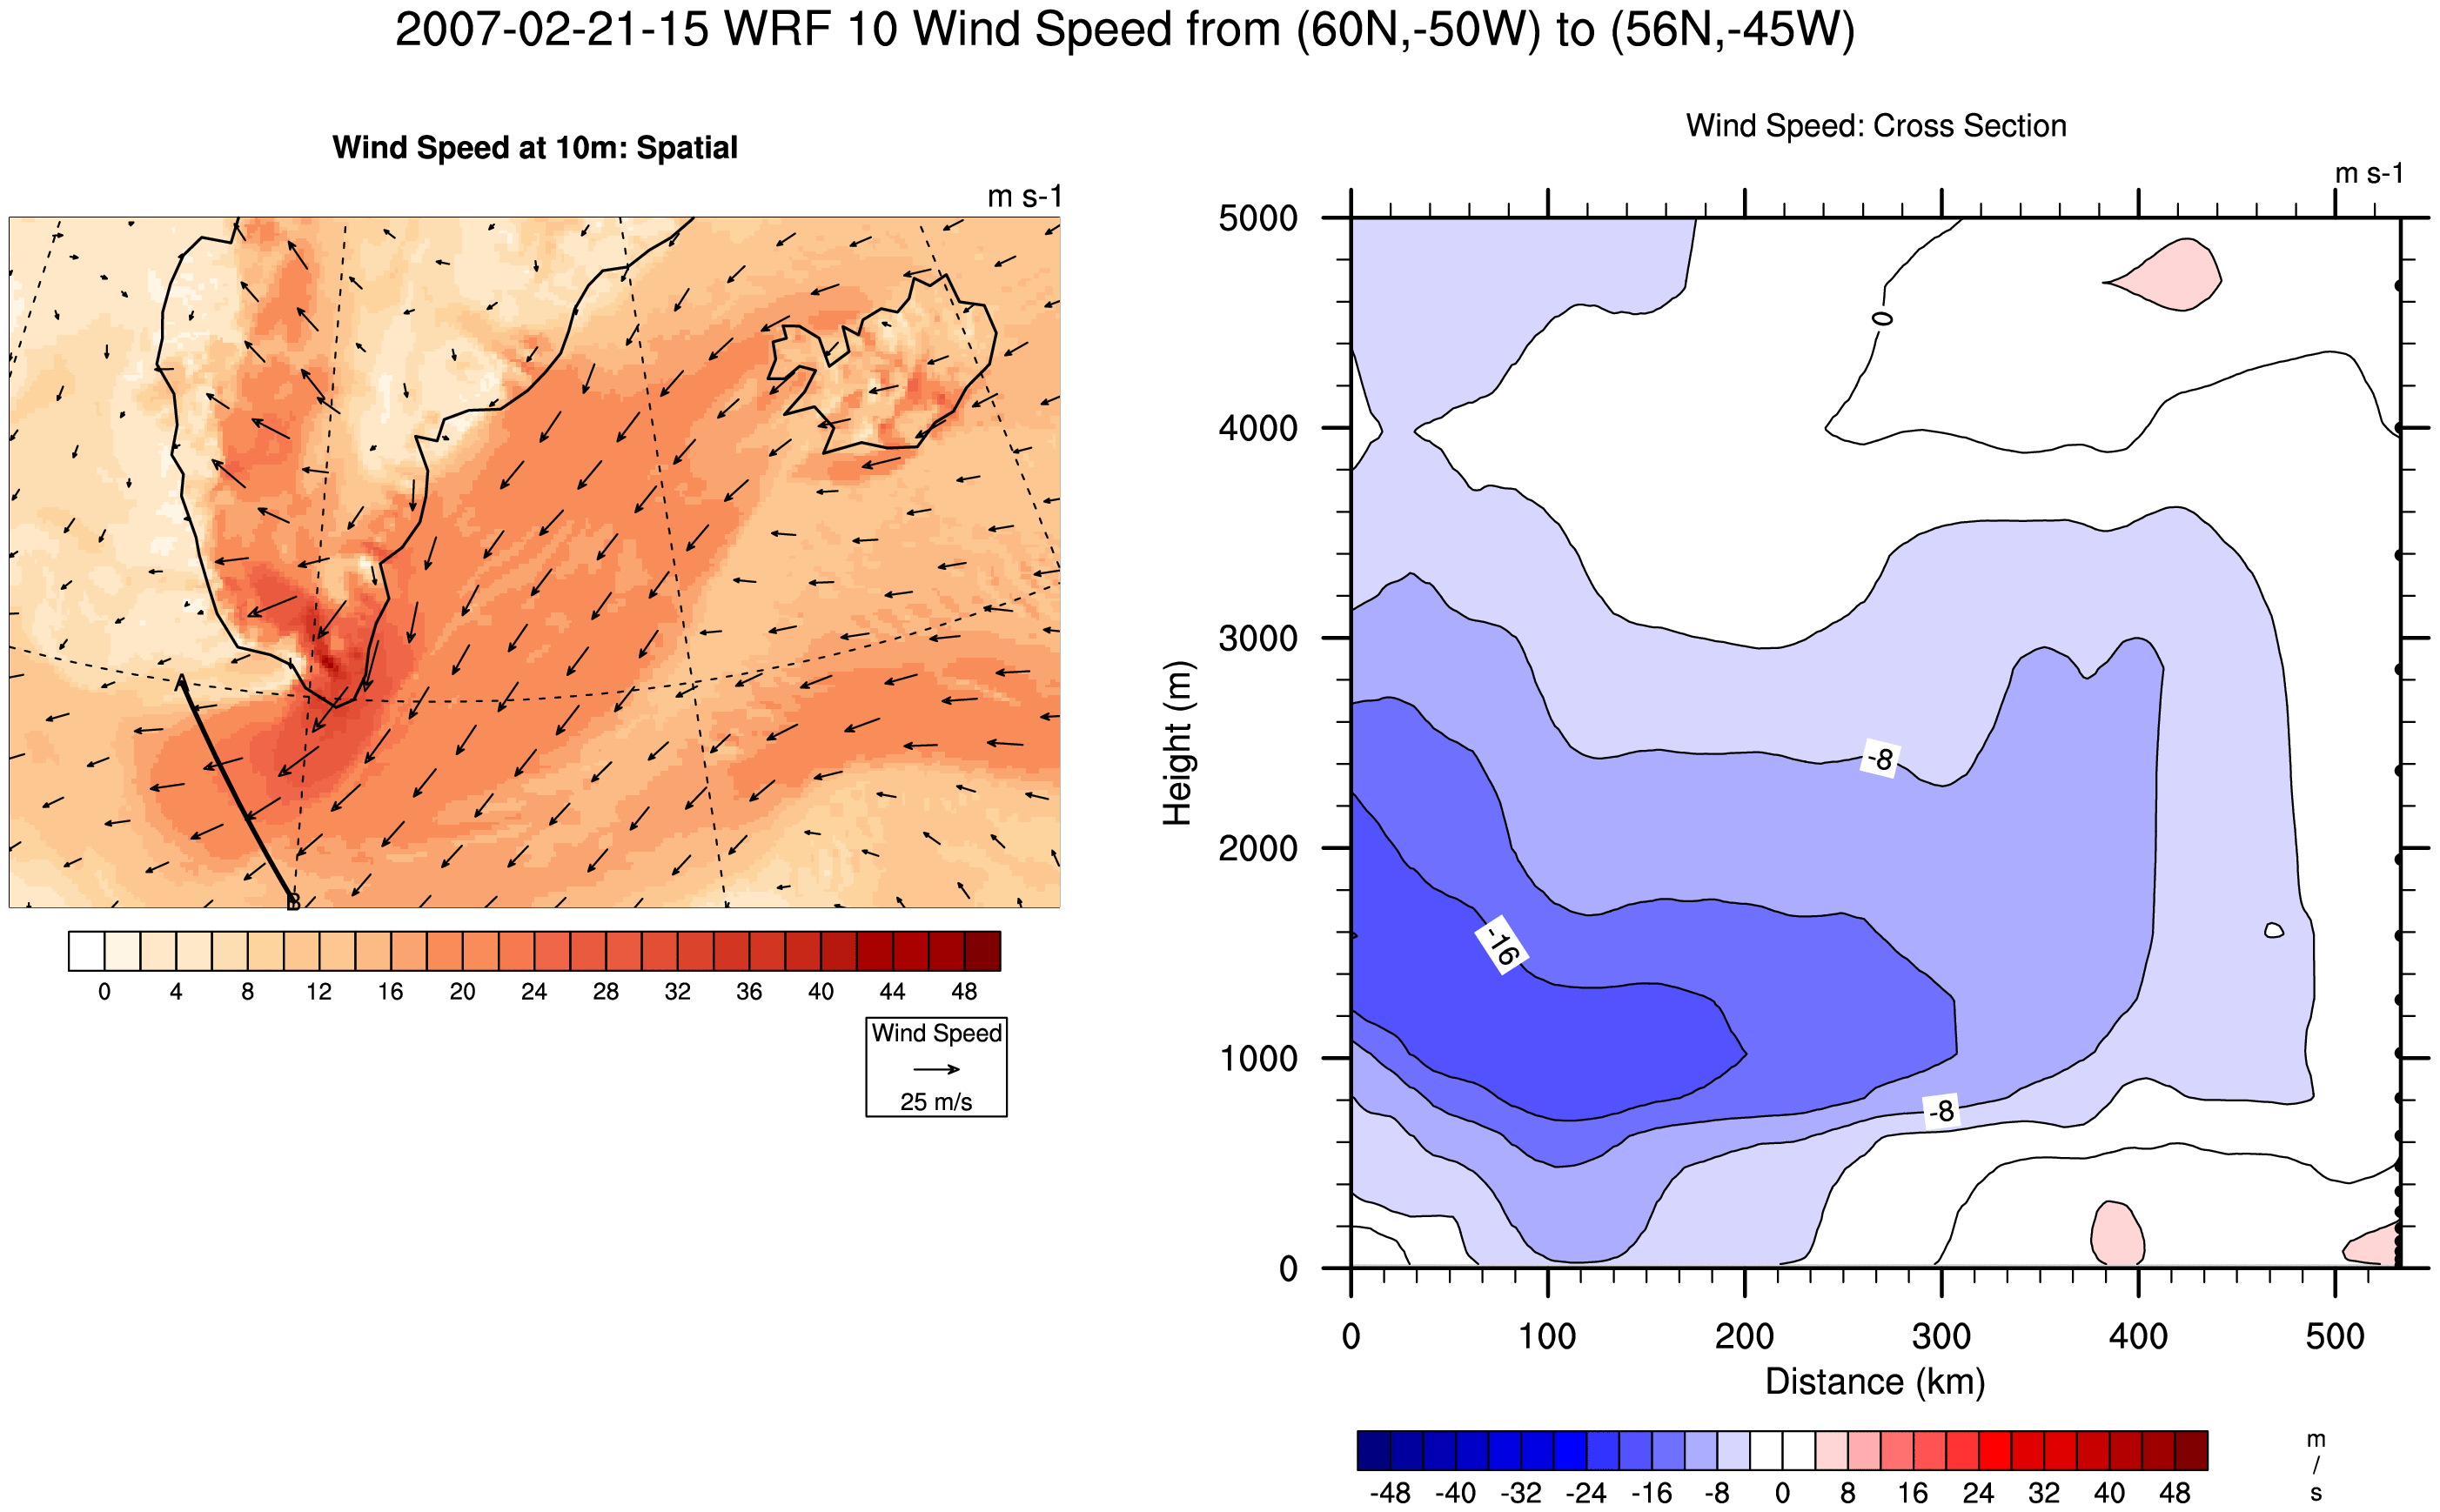 2007-02-21-15 WRF 10 Wind Speed from (60N,-50W) to (56N,-45W)
Wind Speed at 10m: Spatial
m s-1
A
B
0 4 8 12 16 20 24 28 32 36 40 44 48
Wind Speed
25 m/s
Wind Speed: Cross Section
m s-1
5000
4000
3000
2000
1000
0
Height (m)
0
-8
-16
-8
0 100 200 300 400 500
Distance (km)
-48 -40 -32 -24 -16 -8 0 8 16 24 32 40 48
m
/
s